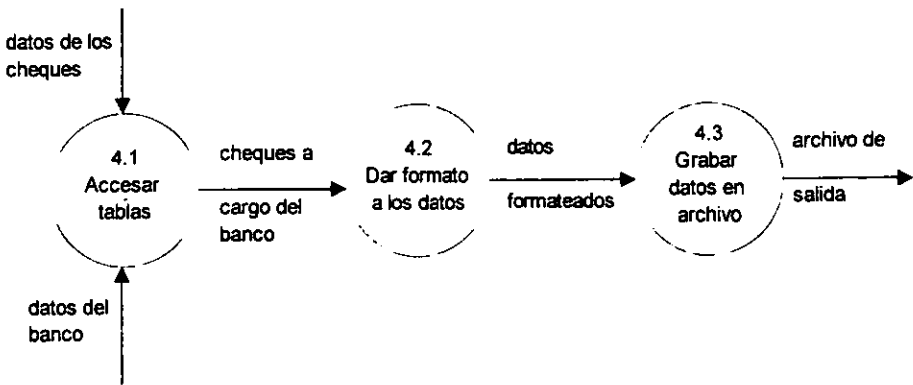 datos de los
cheques
4.1
Accesar
tablas
datos del
banco
cheques a
cargo del
banco
4.2
Dar formato
a los datos
datos
formateados
4.3
Grabar
datos en
archivo
archivo de
salida